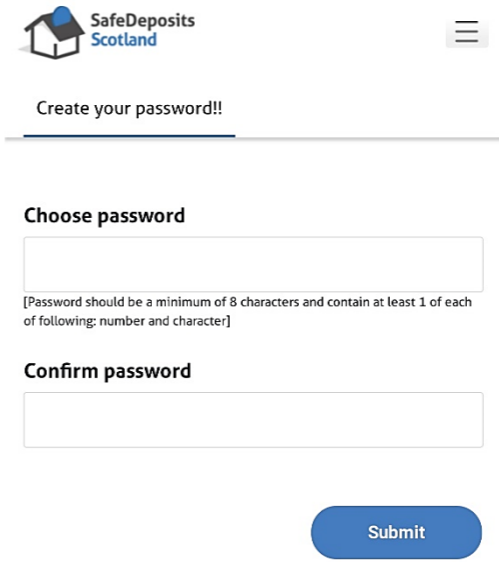 SafeDeposits
Scotland
Create your password!!
Choose password
[Password should be a minimum of 8 characters and contain at least 1 of each
of following: number and character]
Confirm password
Submit